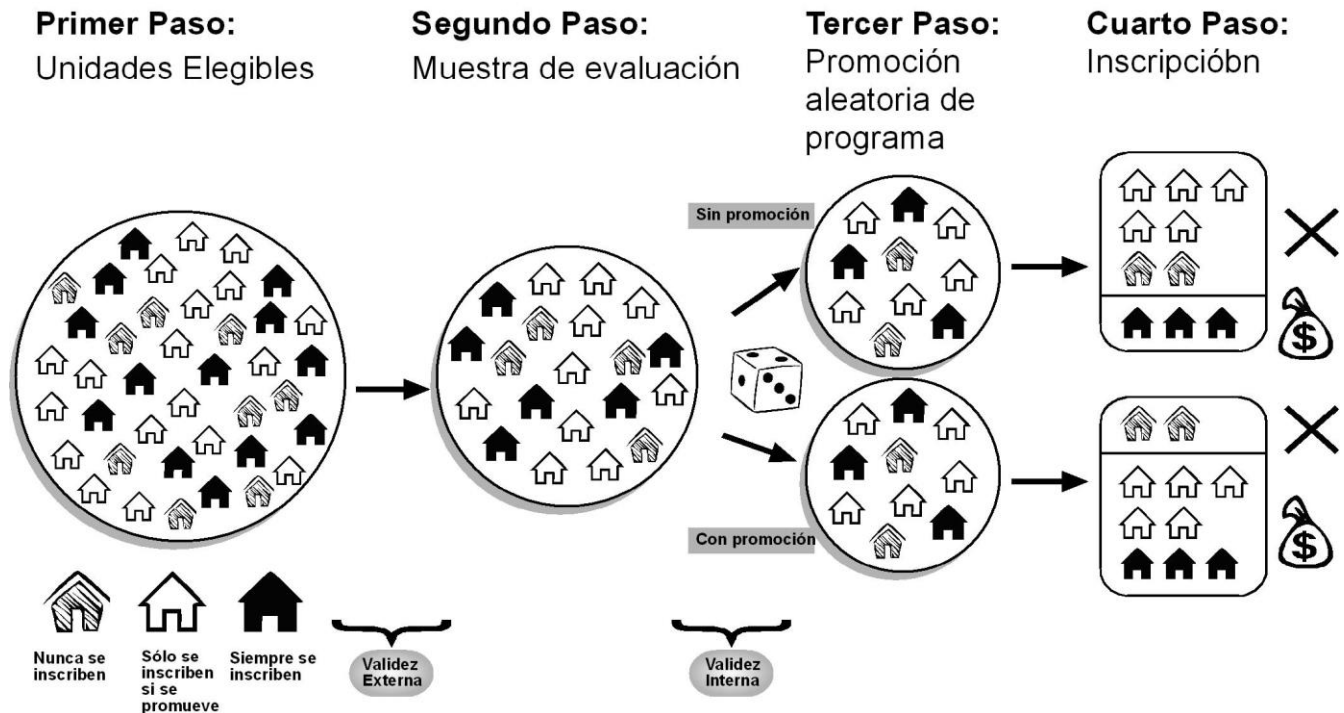 Primer Paso:
Unidades Elegibles
Segundo Paso:
Muestra de evaluación
Tercer Paso:
Promoción
aleatoria de
programa
Cuarto Paso:
Inscripcióbn
Sin promoción
Con promoción
$
$
Nunca se
inscriben
Sólo se
inscriben
si se
promueve
Siempre se
inscriben
Validez
Externa
Validez
Interna